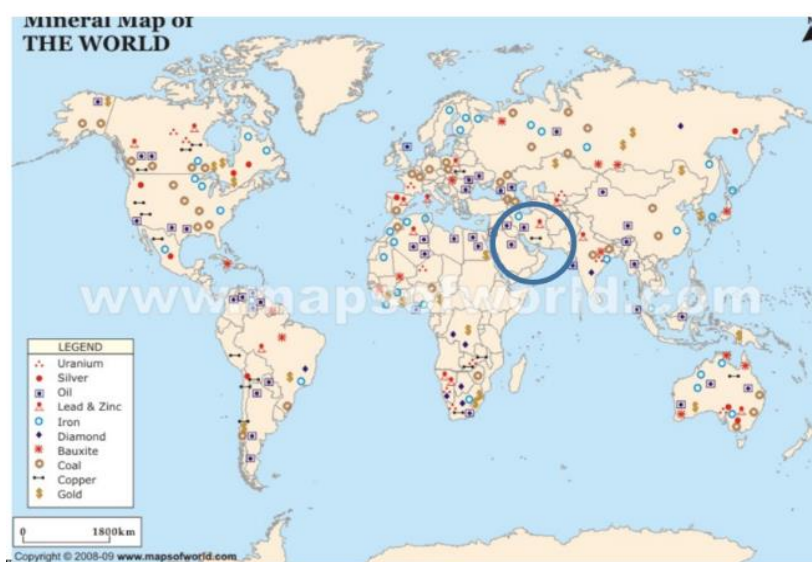 Mineral Map of
THE WORLD
www.mapsofworld.com
LEGEND
Uranium
Silver
Oil
Lead & Zinc
Iron
Diamond
Bauxite
Coal
Copper
Gold
0 1800km
Copyright © 2008-09 www.mapsofworld.com